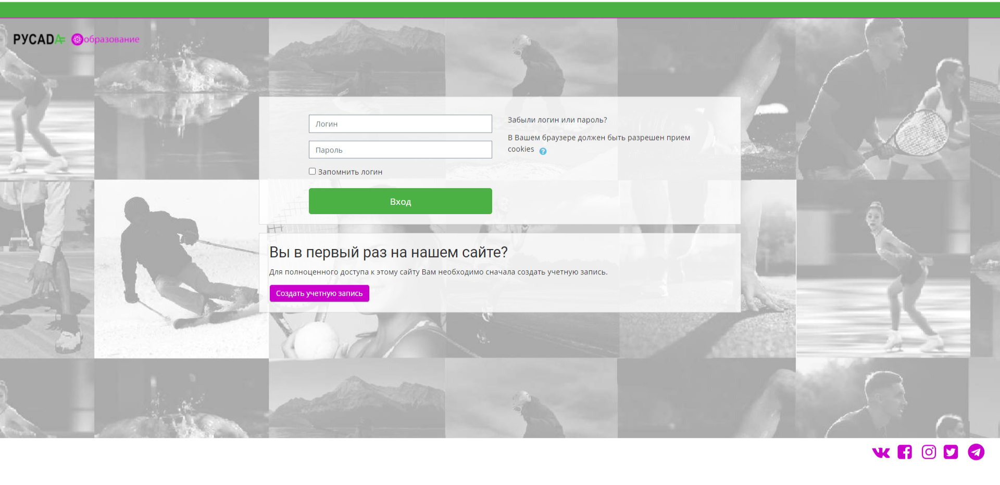 РУСАDA образование
Логин
Пароль
Запомнить логин
Вход
Забыли логин или пароль?
В Вашем браузере должен быть разрешен прием
cookies ?
Вы в первый раз на нашем сайте?
Для полноценного доступа к этому сайту Вам необходимо сначала создать учетную запись.
Создать учетную запись